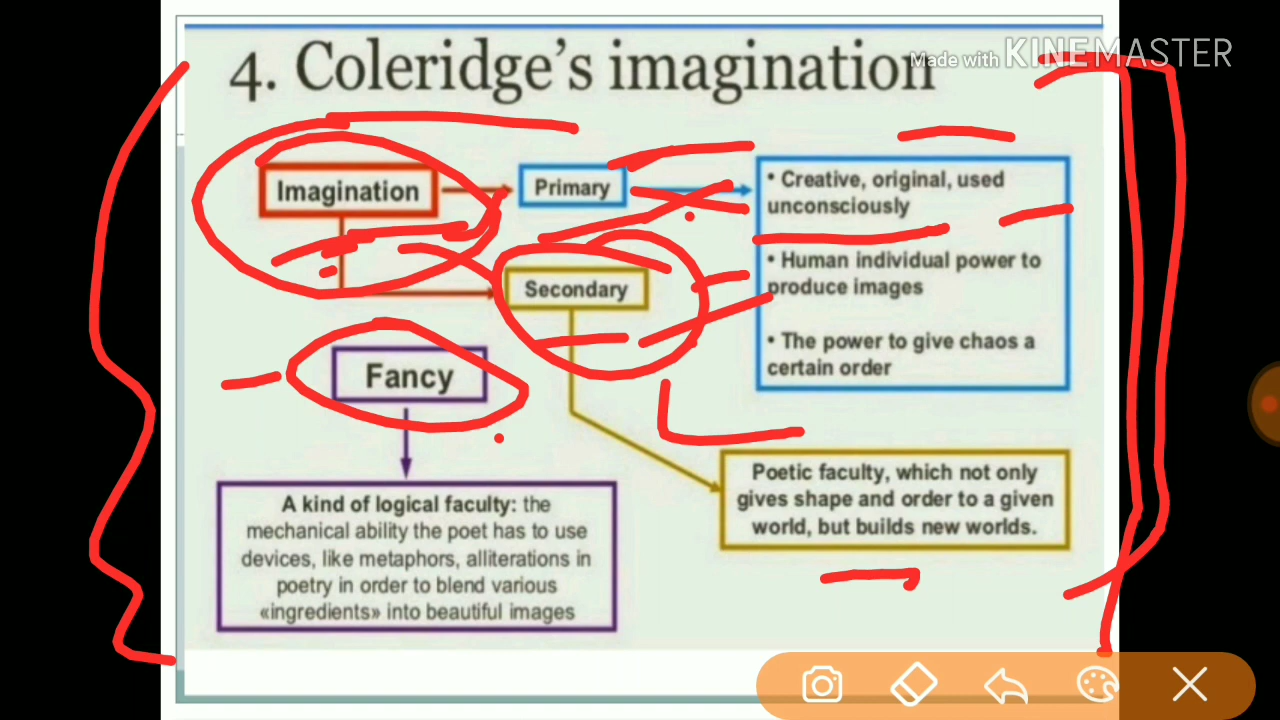 4. Coleridge's imagination
Made with KINEMASTER
Imagination
Primary
• Creative, original, used
unconsciously
• Human individual power to
produce images
• The power to give chaos a
certain order
Secondary
Fancy
Poetic faculty, which not only
gives shape and order to a given
world, but builds new worlds.
A kind of logical faculty: the
mechanical ability the poet has to use
devices, like metaphors, alliterations in
poetry in order to blend various
«ingredients» into beautiful images